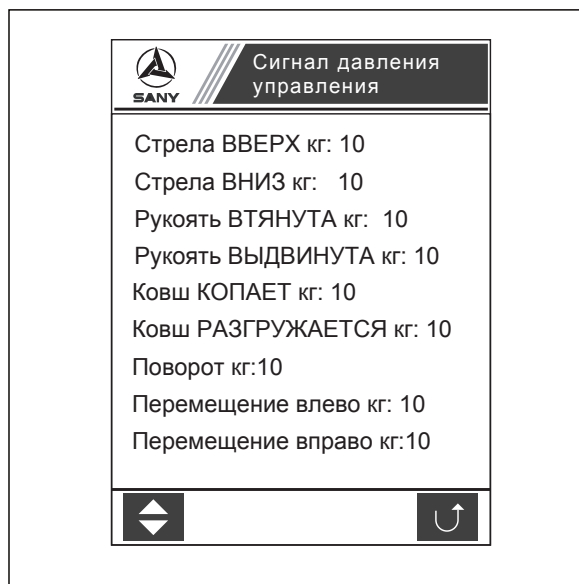 SANY
Сигнал давления
управления
Стрела ВВЕРХ кг: 10
Стрела ВНИЗ кг: 10
Рукоять ВТЯНУТА кг: 10
Рукоять ВЫДВИНУТА кг: 10
Ковш КОПАЕТ кг: 10
Ковш РАЗГРУЖАЕТСЯ кг: 10
Поворот кг:10
Перемещение влево кг: 10
Перемещение вправо кг:10